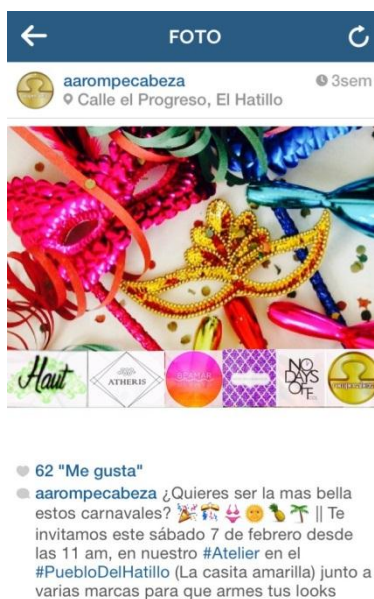 FOTO
aarompecabeza
3sem
Calle el Progreso, El Hatillo
Haut
ATHERIS
NO
DAYS
OFF
62 "Me gusta"
aarompecabeza ¿Quieres ser la mas bella
estos carnavales? 🎉🎊👙🌞🍍🌴 || Te
invitamos este sábado 7 de febrero desde
las 11 am, en nuestro #Atelier en el
#PuebloDelHatillo (La casita amarilla) junto a
varias marcas para que armes tus looks